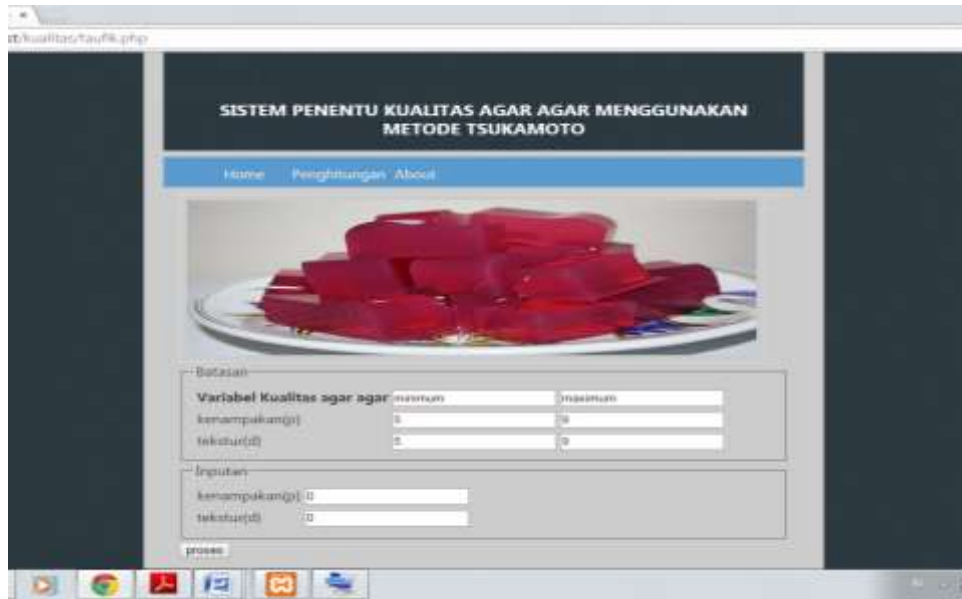 st/kualitas/taufik.php
SISTEM PENENTU KUALITAS AGAR AGAR MENGGUNAKAN
METODE TSUKAMOTO
Home Penghitungan About
Batasan
Variabel Kualitas agar agar minimum maximum
kenampakan(p) 5 9
tekstur(d) 5 9
Inputan
kenampakan(p) 0
tekstur(d) 0
proses